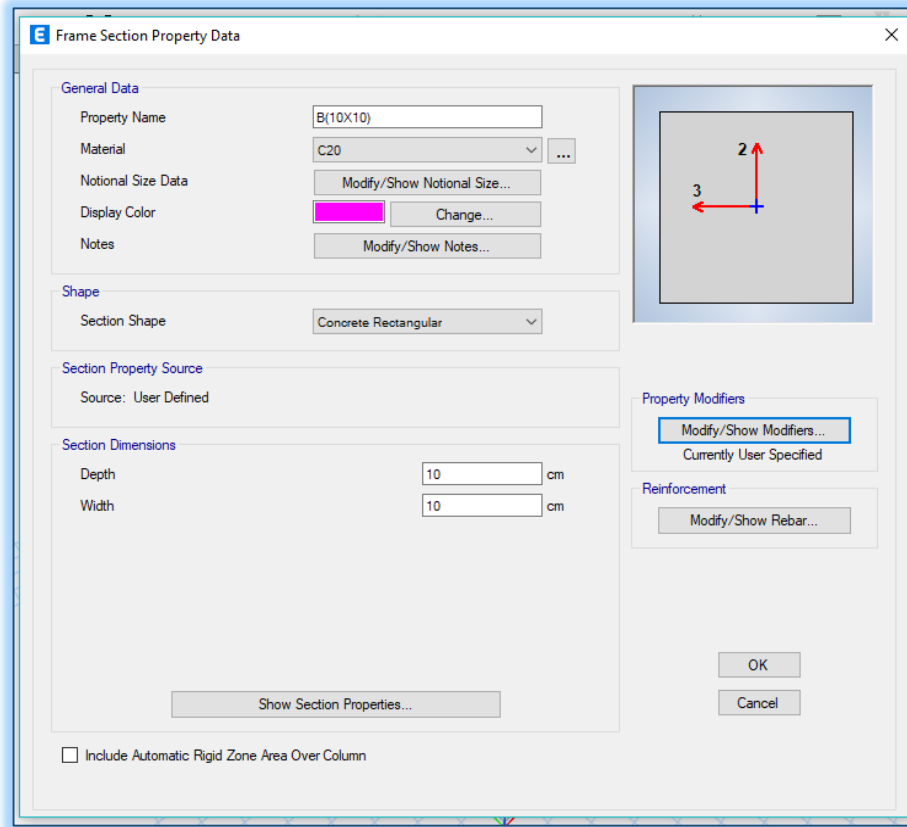 E Frame Section Property Data
General Data
Property Name B(10X10)
Material C20 ...
Notional Size Data Modify/Show Notional Size...
Display Color Change...
Notes Modify/Show Notes...
2
3
Shape
Section Shape Concrete Rectangular
Section Property Source
Source: User Defined
Property Modifiers
Modify/Show Modifiers...
Currently User Specified
Section Dimensions
Depth 10 cm
Width 10 cm
Reinforcement
Modify/Show Rebar...
OK
Cancel
Show Section Properties...
Include Automatic Rigid Zone Area Over Column